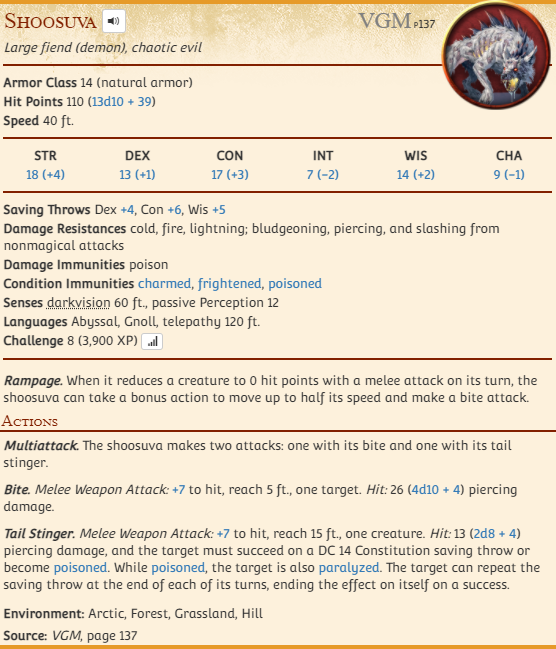 SHOOSUVA
VGM p137
Large fiend (demon), chaotic evil
Armor Class 14 (natural armor)
Hit Points 110 (13d10 + 39)
Speed 40 ft.
STR DEX CON INT WIS CHA
18 (+4) 13 (+1) 17 (+3) 7 (−2) 14 (+2) 9 (−1)
Saving Throws Dex +4, Con +6, Wis +5
Damage Resistances cold, fire, lightning; bludgeoning, piercing, and slashing from
nonmagical attacks
Damage Immunities poison
Condition Immunities charmed, frightened, poisoned
Senses darkvision 60 ft., passive Perception 12
Languages Abyssal, Gnoll, telepathy 120 ft.
Challenge 8 (3,900 XP)
Rampage. When it reduces a creature to 0 hit points with a melee attack on its turn, the
shoosuva can take a bonus action to move up to half its speed and make a bite attack.
ACTIONS
Multiattack. The shoosuva makes two attacks: one with its bite and one with its tail
stinger.
Bite. Melee Weapon Attack: +7 to hit, reach 5 ft., one target. Hit: 26 (4d10 + 4) piercing
damage.
Tail Stinger. Melee Weapon Attack: +7 to hit, reach 15 ft., one creature. Hit: 13 (2d8 + 4)
piercing damage, and the target must succeed on a DC 14 Constitution saving throw or
become poisoned. While poisoned, the target is also paralyzed. The target can repeat the
saving throw at the end of each of its turns, ending the effect on itself on a success.
Environment: Arctic, Forest, Grassland, Hill
Source: VGM, page 137